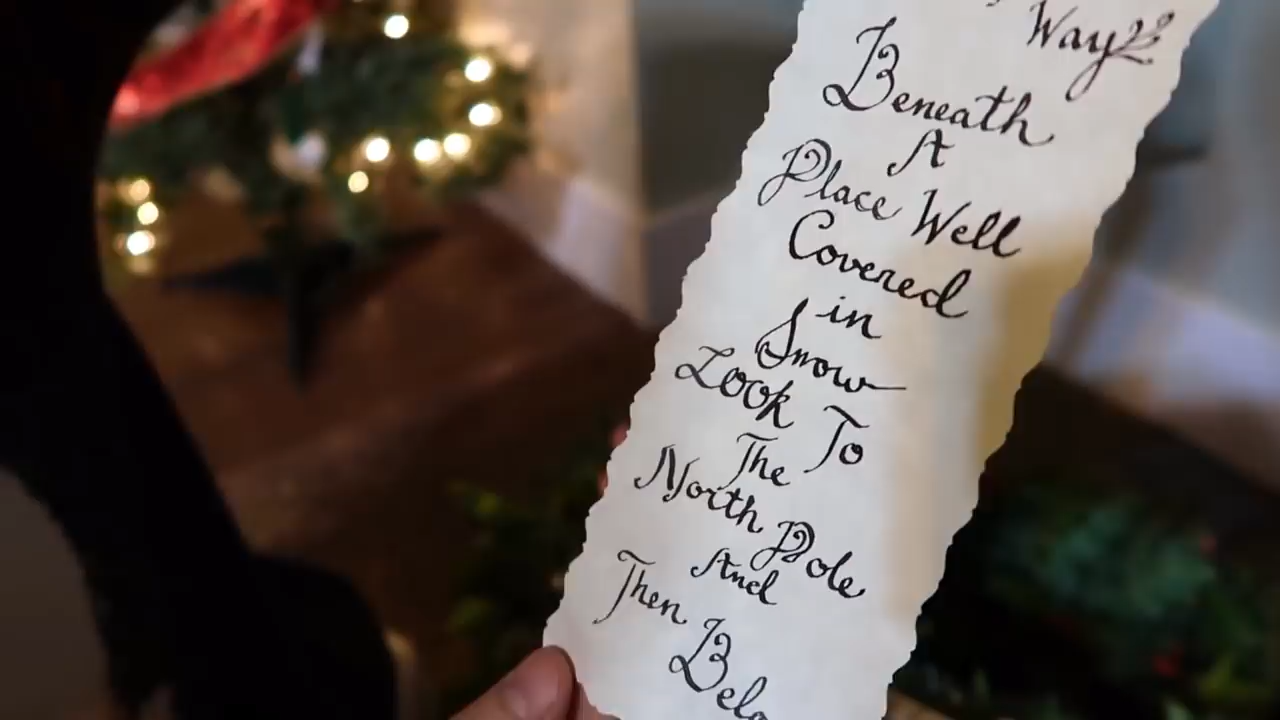 Way??
Beneath
A
Place Well
Covered
in
Snow
Look To
The
North Pole
And
Then